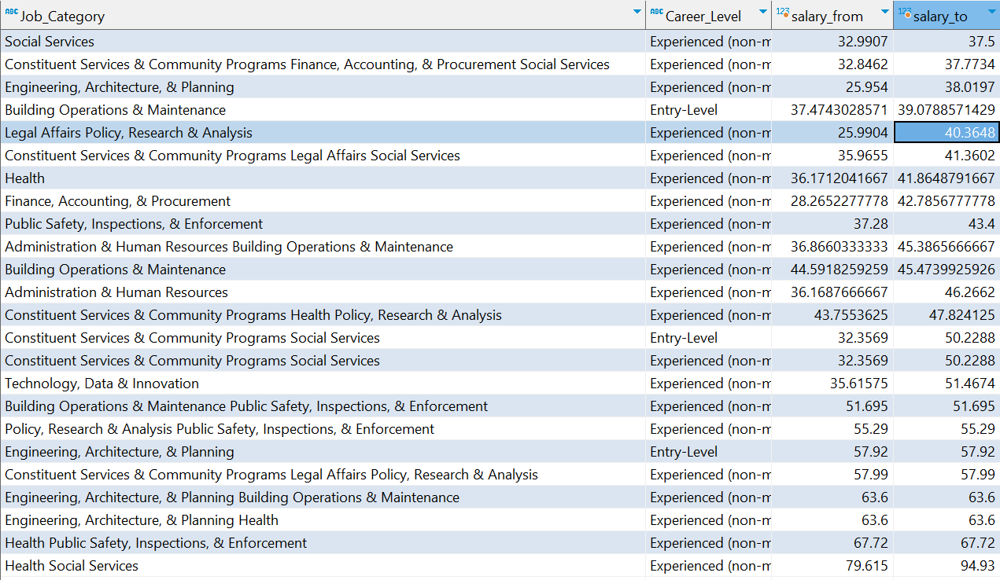 ABC Job_Category ABC Career_Level 123 salary_from 123 salary_to
Social Services Experienced (non-m 32.9907 37.5
Constituent Services & Community Programs Finance, Accounting, & Procurement Social Services Experienced (non-m 32.8462 37.7734
Engineering, Architecture, & Planning Experienced (non-m 25.954 38.0197
Building Operations & Maintenance Entry-Level 37.4743028571 39.0788571429
Legal Affairs Policy, Research & Analysis Experienced (non-m 25.9904 40.3648
Constituent Services & Community Programs Legal Affairs Social Services Experienced (non-m 35.9655 41.3602
Health Experienced (non-m 36.1712041667 41.8648791667
Finance, Accounting, & Procurement Experienced (non-m 28.2652277778 42.7856777778
Public Safety, Inspections, & Enforcement Experienced (non-m 37.28 43.4
Administration & Human Resources Building Operations & Maintenance Experienced (non-m 36.8660333333 45.3865666667
Building Operations & Maintenance Experienced (non-m 44.5918259259 45.4739925926
Administration & Human Resources Experienced (non-m 36.1687666667 46.2662
Constituent Services & Community Programs Health Policy, Research & Analysis Experienced (non-m 43.7553625 47.824125
Constituent Services & Community Programs Social Services Entry-Level 32.3569 50.2288
Constituent Services & Community Programs Social Services Experienced (non-m 32.3569 50.2288
Technology, Data & Innovation Experienced (non-m 35.61575 51.4674
Building Operations & Maintenance Public Safety, Inspections, & Enforcement Experienced (non-m 51.695 51.695
Policy, Research & Analysis Public Safety, Inspections, & Enforcement Experienced (non-m 55.29 55.29
Engineering, Architecture, & Planning Entry-Level 57.92 57.92
Constituent Services & Community Programs Legal Affairs Policy, Research & Analysis Experienced (non-m 57.99 57.99
Engineering, Architecture, & Planning Building Operations & Maintenance Experienced (non-m 63.6 63.6
Engineering, Architecture, & Planning Health Experienced (non-m 63.6 63.6
Health Public Safety, Inspections, & Enforcement Experienced (non-m 67.72 67.72
Health Social Services Experienced (non-m 79.615 94.93